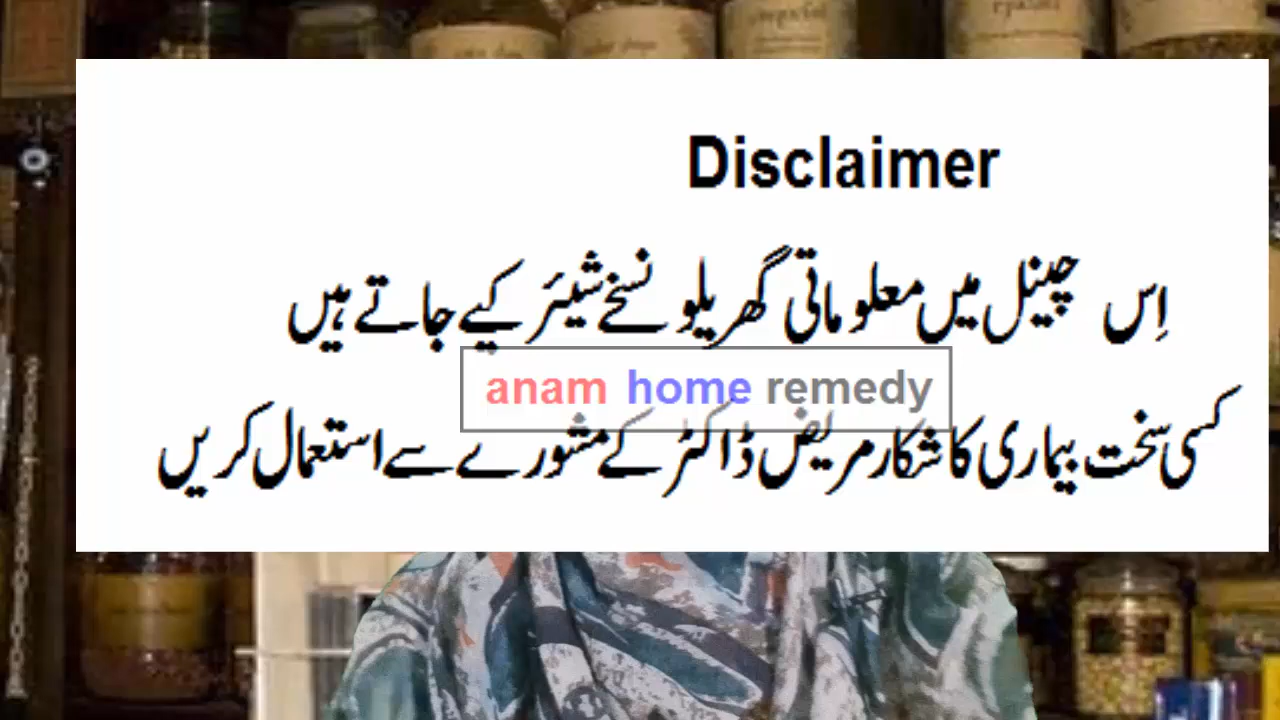 Disclaimer
اِس چینل میں معلوماتی گھریلو نسخے شیئر کیے جاتے ہیں
anam home remedy
کسی سخت بیماری کا شکار مریض ڈاکٹر کے مشورے سے استعمال کریں